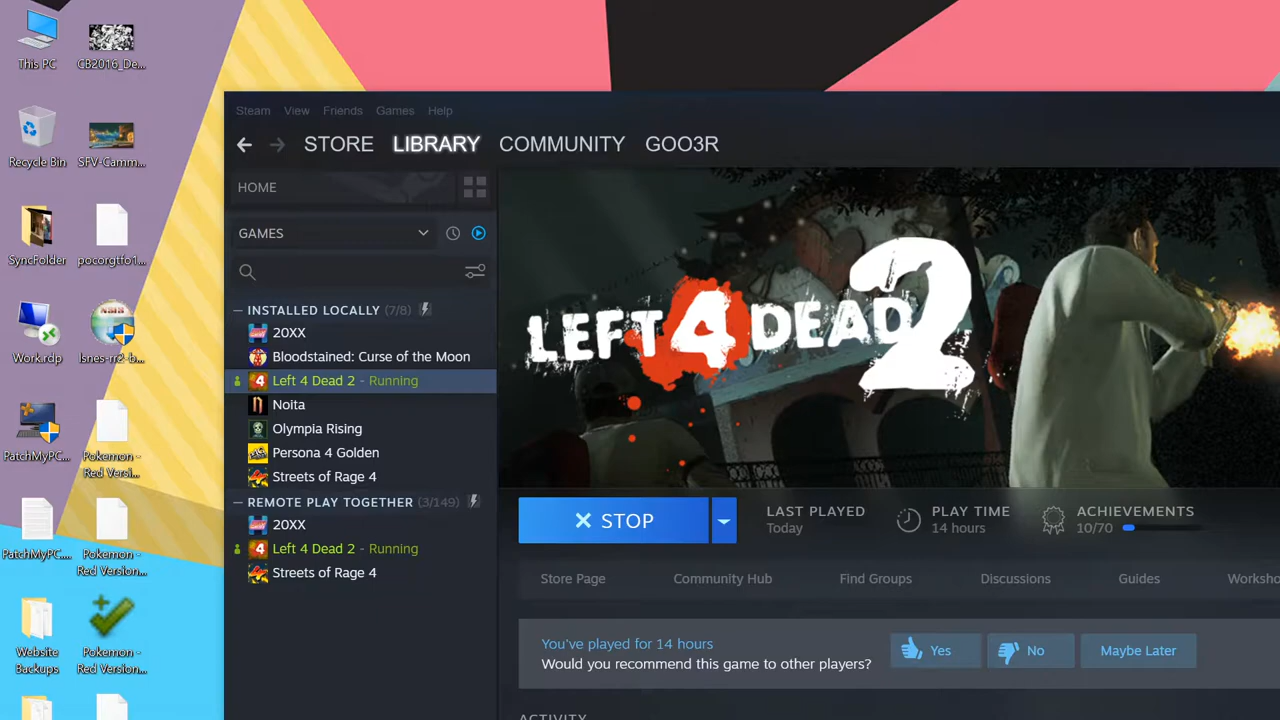 This PC
CB2016_De...
Recycle Bin
SFV-Camm...
SyncFolder
pocorgtfo1...
Work.rdp
lsnes-rr2-b...
PatchMyPC...
Pokemon -
Red Versi...
PatchMyPC....
Pokemon -
Red Version...
Website
Backups
Pokemon -
Red Version...
Steam View Friends Games Help
STORE LIBRARY COMMUNITY GOO3R
HOME
GAMES
INSTALLED LOCALLY (7/8)
20XX
Bloodstained: Curse of the Moon
Left 4 Dead 2 - Running
Noita
Olympia Rising
Persona 4 Golden
Streets of Rage 4
REMOTE PLAY TOGETHER (3/149)
20XX
Left 4 Dead 2 - Running
Streets of Rage 4
LEFT 4 DEAD 2
STOP
LAST PLAYED
Today
PLAY TIME
14 hours
ACHIEVEMENTS
10/70
Store Page Community Hub Find Groups Discussions Guides Worksho
You've played for 14 hours
Would you recommend this game to other players?
Yes
No
Maybe Later
ACTIVITY